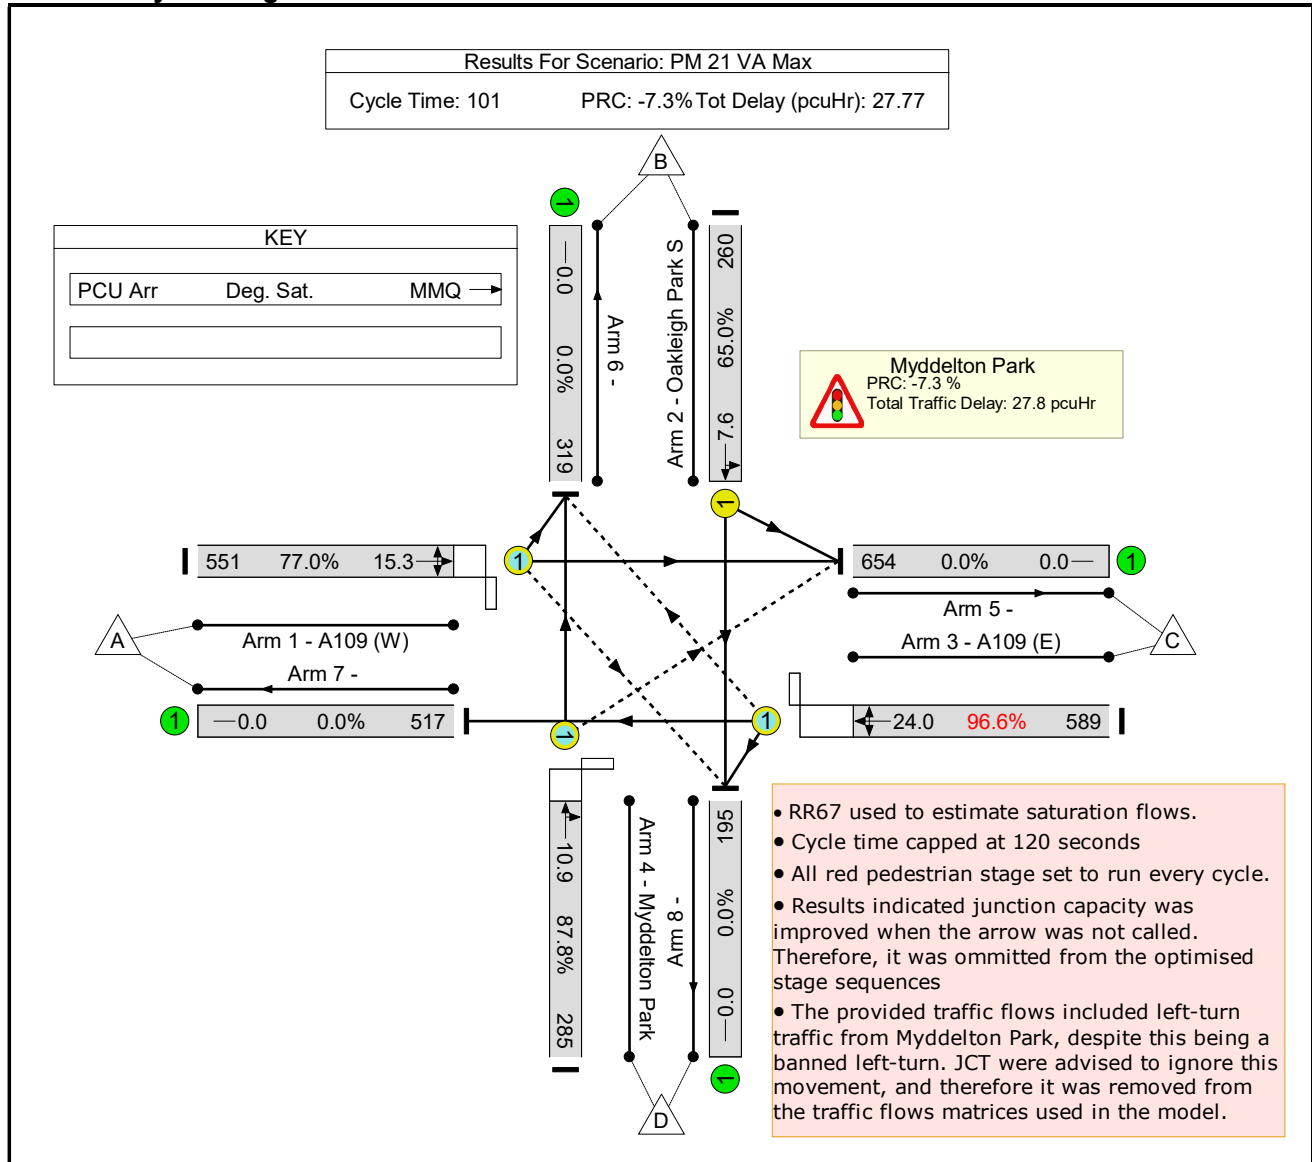 Results For Scenario: PM 21 VA Max
Cycle Time: 101 PRC: -7.3% Tot Delay (pcuHr): 27.77
B
KEY
PCU Arr Deg. Sat. MMQ
1
0.0 0.0% 319
Arm 6 -
Arm 2 - Oakleigh Park S
260 65.0% 7.6
1
Myddelton Park
PRC: -7.3 %
Total Traffic Delay: 27.8 pcuHr
551 77.0% 15.3
1
654 0.0% 0.0
1
A
Arm 1 - A109 (W)
Arm 7 -
Arm 5 -
Arm 3 - A109 (E)
C
1
0.0 0.0% 517
1
1
24.0 96.6% 589
10.9 87.8% 285
Arm 4 - Myddelton Park
Arm 8 -
195 0.0% 0.0
1
D
• RR67 used to estimate saturation flows.
• Cycle time capped at 120 seconds
• All red pedestrian stage set to run every cycle.
• Results indicated junction capacity was
improved when the arrow was not called.
Therefore, it was ommitted from the optimised
stage sequences
• The provided traffic flows included left-turn
traffic from Myddelton Park, despite this being a
banned left-turn. JCT were advised to ignore this
movement, and therefore it was removed from
the traffic flows matrices used in the model.